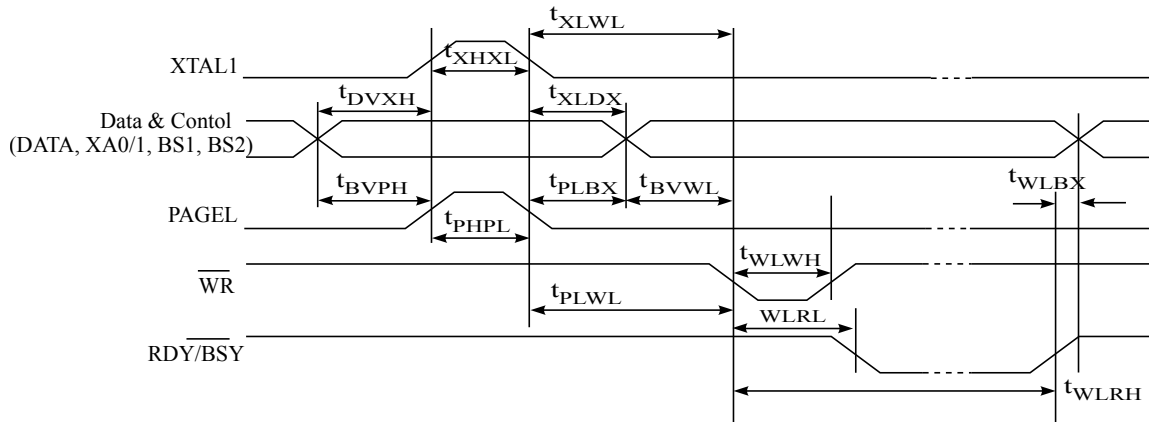 tXLWL
XTAL1
tXHXL
tDVXH
tXLDX
Data & Contol
(DATA, XA0/1, BS1, BS2)
tBVPH
tPLBX
tBVWL
tWLBX
PAGEL
tPHPL
tWLWH
WR
tPLWL
WLRL
RDY/BSY
tWLRH